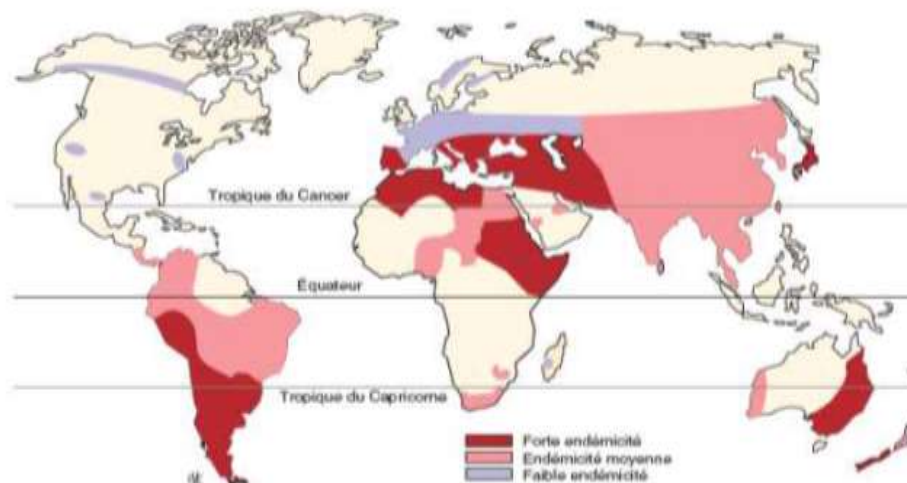 Tropique du Cancer
Équateur
Tropique du Capricorne
Forte endémicité
Endémicité moyenne
Faible endémicité